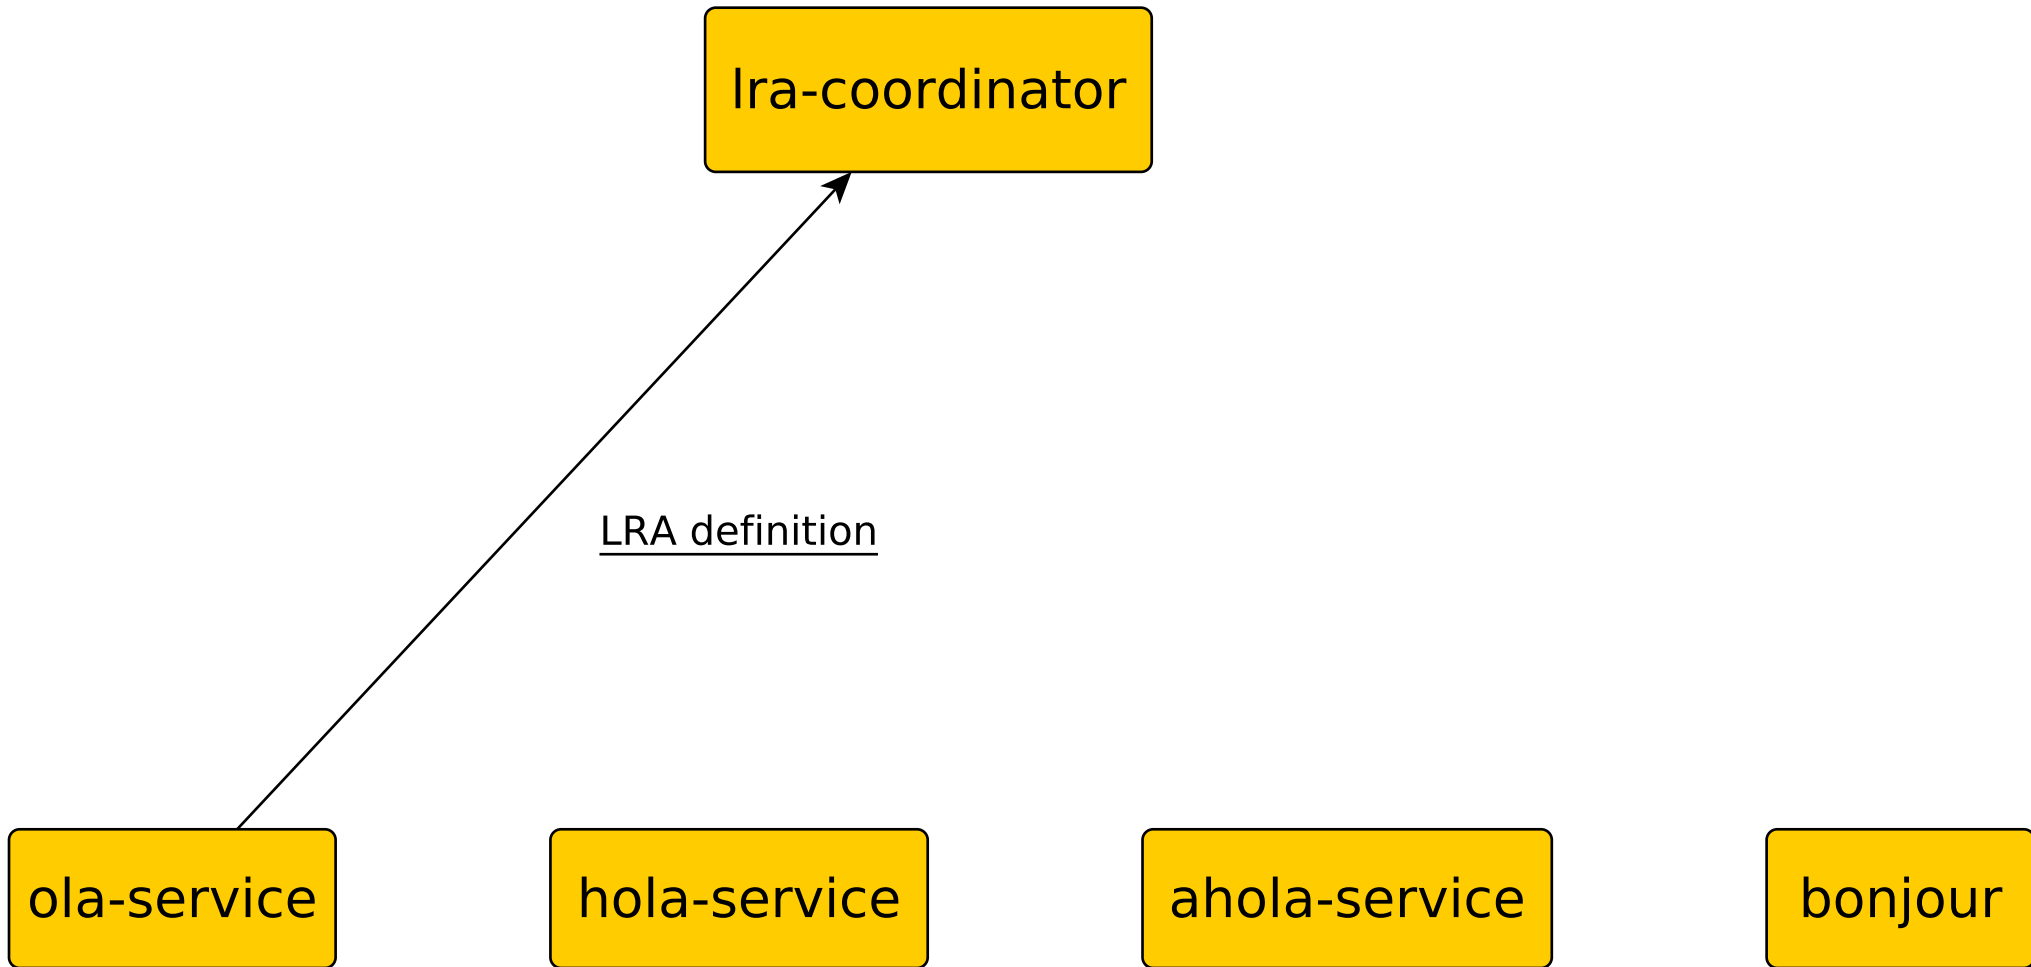 lra-coordinator
LRA definition
ola-service
hola-service
ahola-service
bonjour